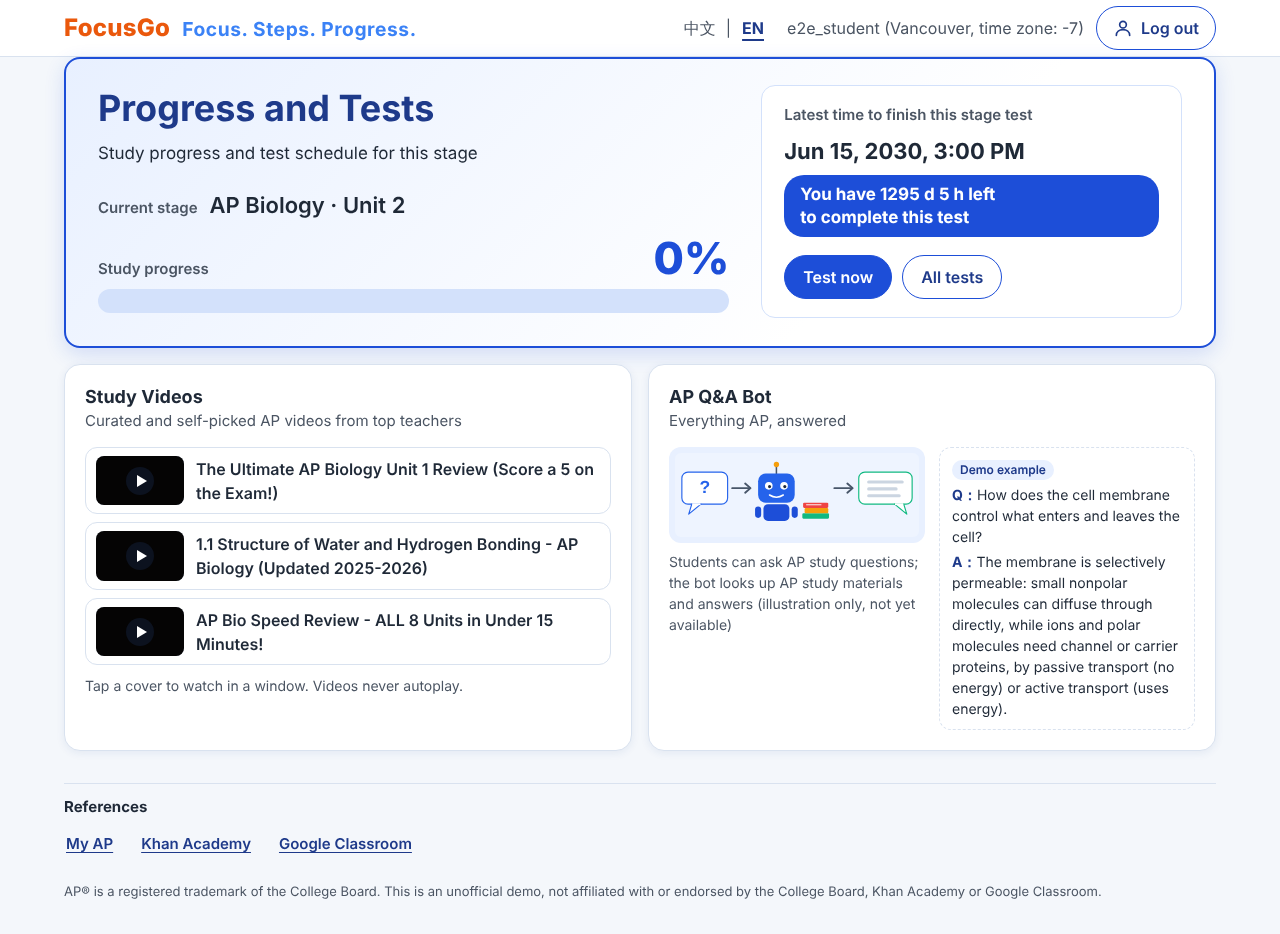 FocusGo Focus. Steps. Progress.
中文 | EN e2e_student (Vancouver, time zone: -7) Log out
Progress and Tests
Study progress and test schedule for this stage
Current stage AP Biology · Unit 2
Study progress 0%
Latest time to finish this stage test
Jun 15, 2030, 3:00 PM
You have 1295 d 5 h left
to complete this test
Test now All tests
Study Videos
Curated and self-picked AP videos from top teachers
The Ultimate AP Biology Unit 1 Review (Score a 5 on
the Exam!)
1.1 Structure of Water and Hydrogen Bonding - AP
Biology (Updated 2025-2026)
AP Bio Speed Review - ALL 8 Units in Under 15
Minutes!
Tap a cover to watch in a window. Videos never autoplay.
AP Q&A Bot
Everything AP, answered
?
Students can ask AP study questions;
the bot looks up AP study materials
and answers (illustration only, not yet
available)
Demo example
Q：How does the cell membrane
control what enters and leaves the
cell?
A：The membrane is selectively
permeable: small nonpolar
molecules can diffuse through
directly, while ions and polar
molecules need channel or carrier
proteins, by passive transport (no
energy) or active transport (uses
energy).
References
My AP Khan Academy Google Classroom
AP® is a registered trademark of the College Board. This is an unofficial demo, not affiliated with or endorsed by the College Board, Khan Academy or Google Classroom.